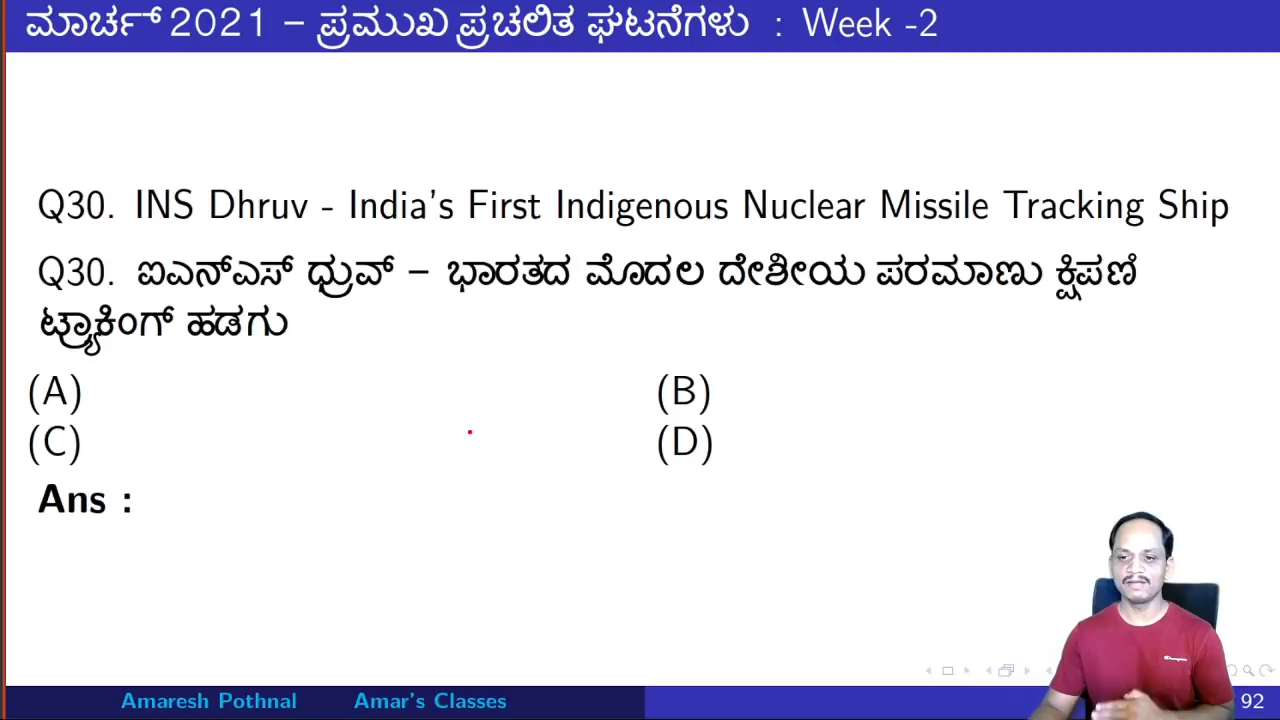 ಮಾರ್ಚ್ 2021 – ಪ್ರಮುಖ ಪ್ರಚಲಿತ ಘಟನೆಗಳು : Week -2
Q30. INS Dhruv - India's First Indigenous Nuclear Missile Tracking Ship
Q30. ಐಎನ್ಎಸ್ ಧ್ರುವ್ – ಭಾರತದ ಮೊದಲ ದೇಶೀಯ ಪರಮಾಣು ಕ್ಷಿಪಣಿ
ಟ್ರ್ಯಾಕಿಂಗ್ ಹಡಗು
(A) (B)
(C) (D)
Ans :
Amaresh Pothnal Amar's Classes 92